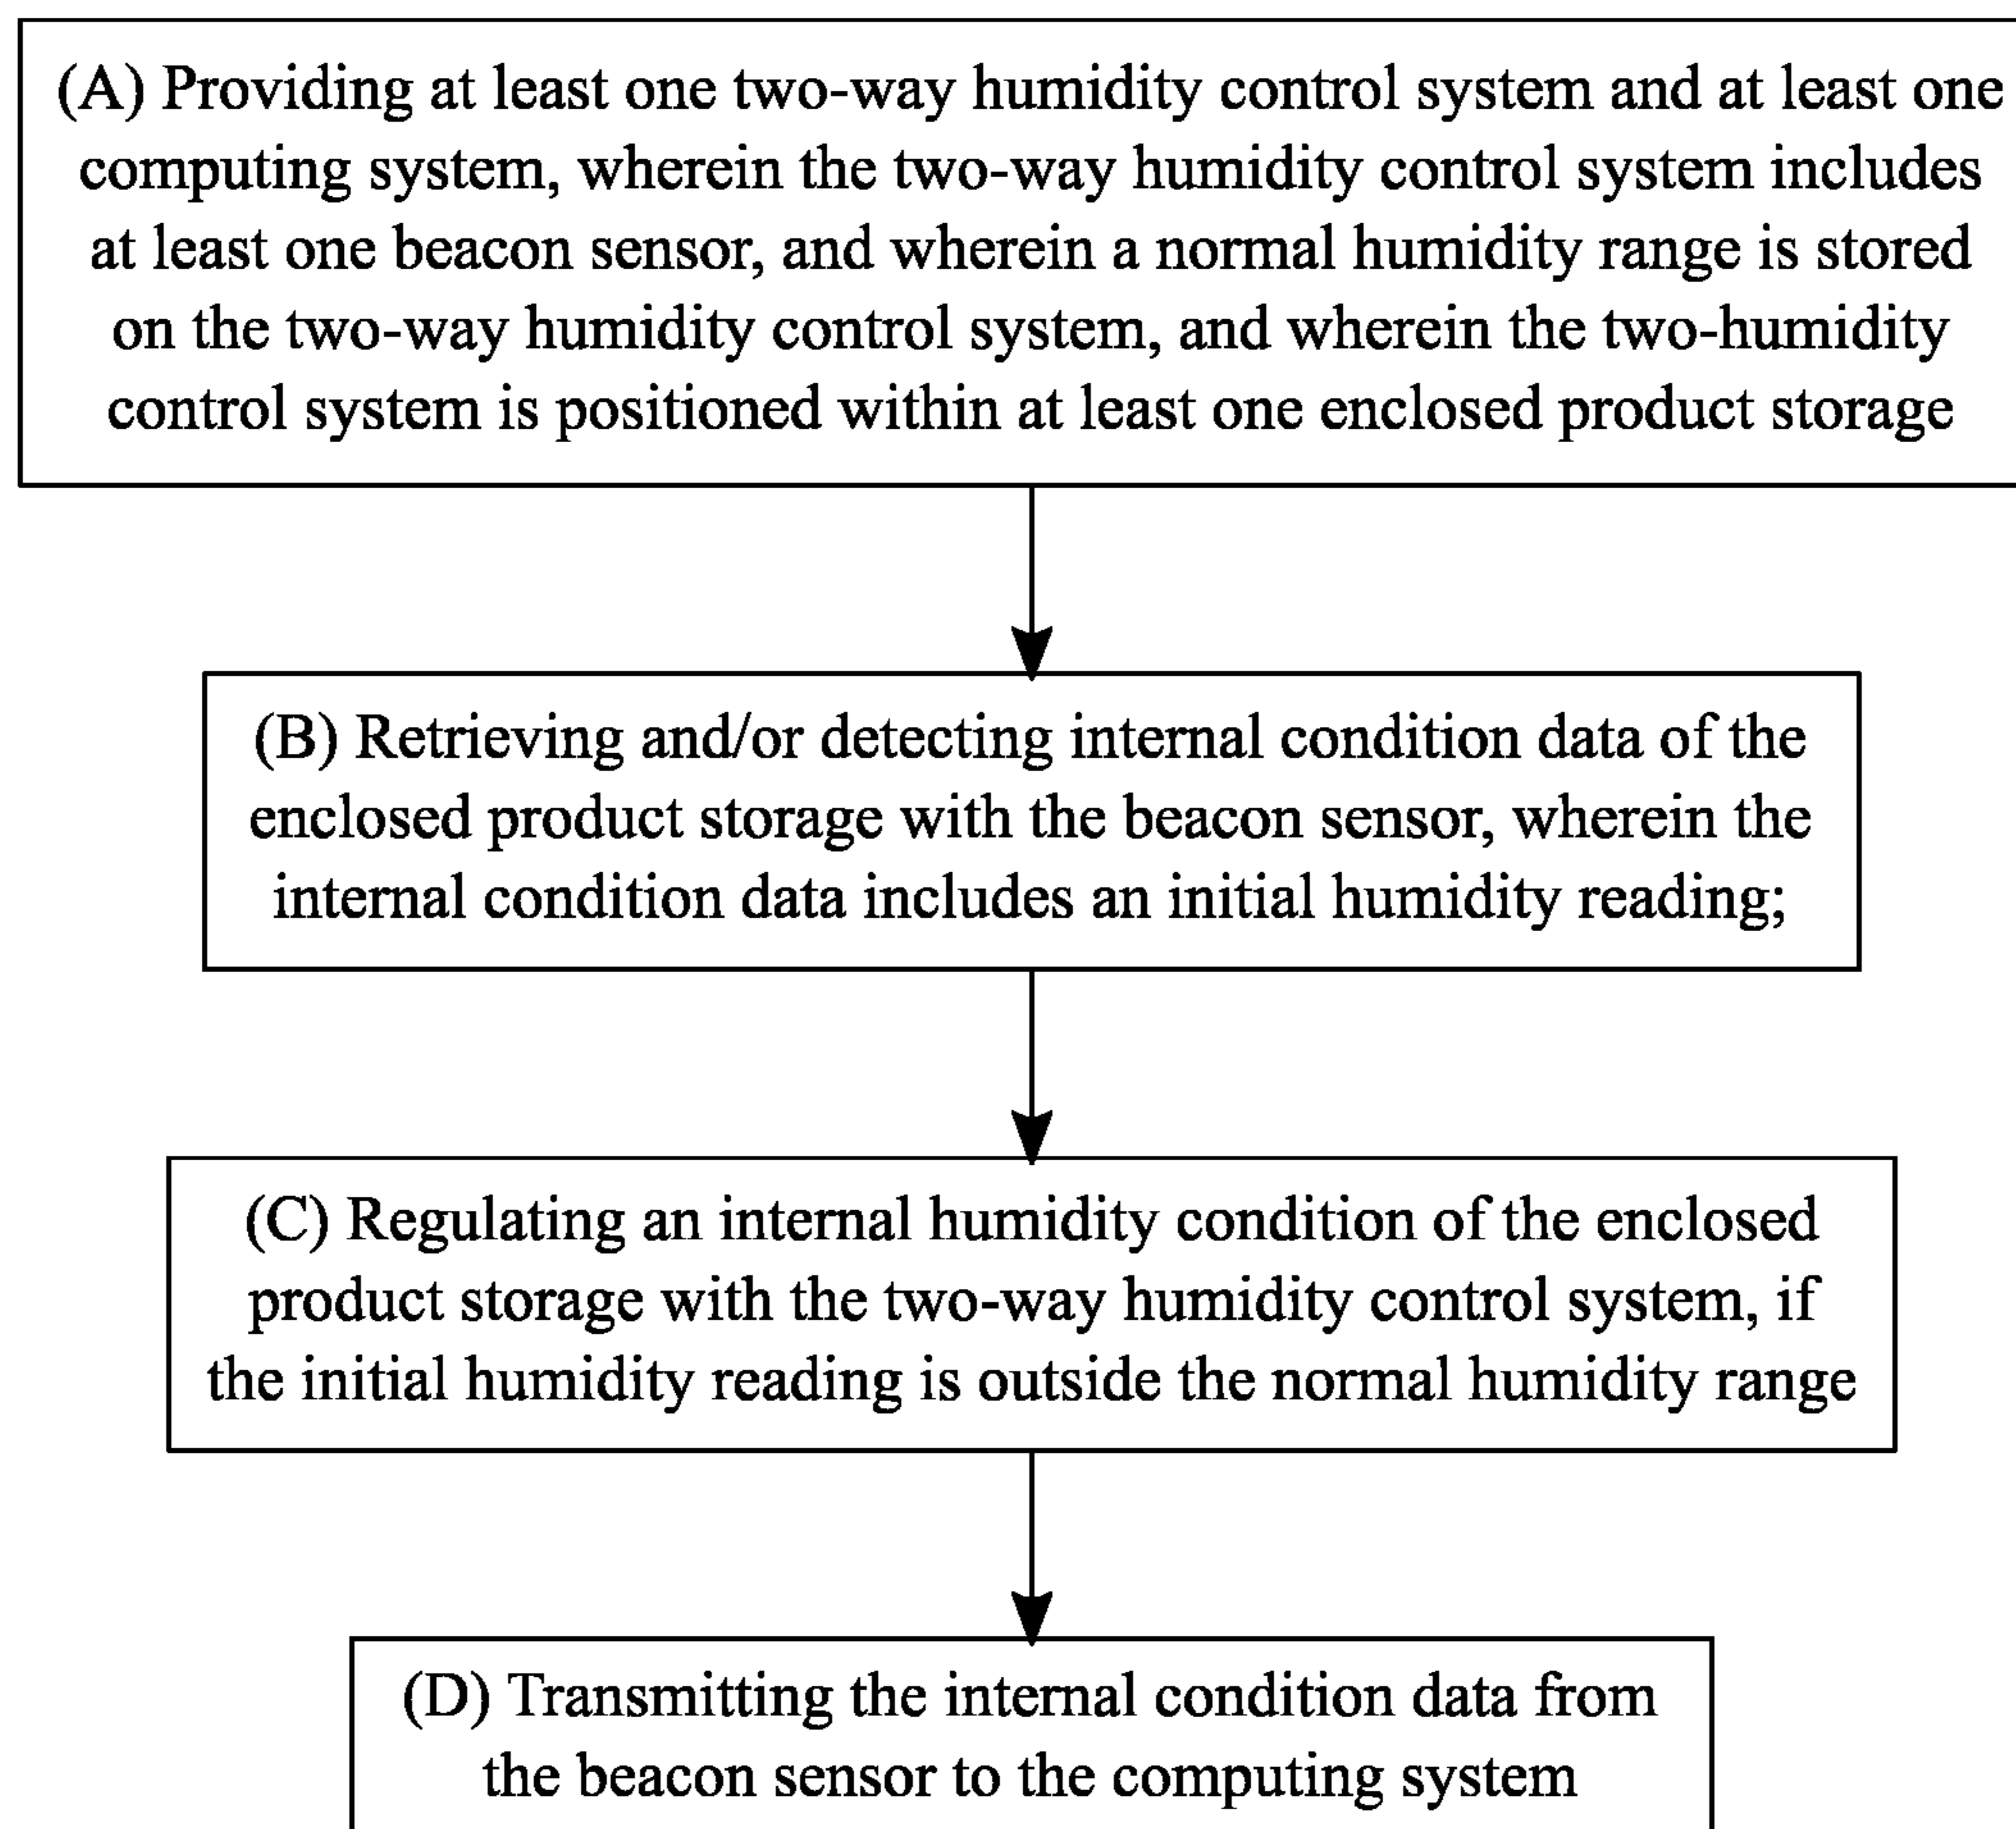 (A) Providing at least one two-way humidity control system and at least one
computing system, wherein the two-way humidity control system includes
at least one beacon sensor, and wherein a normal humidity range is stored
on the two-way humidity control system, and wherein the two-humidity
control system is positioned within at least one enclosed product storage
(B) Retrieving and/or detecting internal condition data of the
enclosed product storage with the beacon sensor, wherein the
internal condition data includes an initial humidity reading;
(C) Regulating an internal humidity condition of the enclosed
product storage with the two-way humidity control system, if
the initial humidity reading is outside the normal humidity range
(D) Transmitting the internal condition data from
the beacon sensor to the computing system